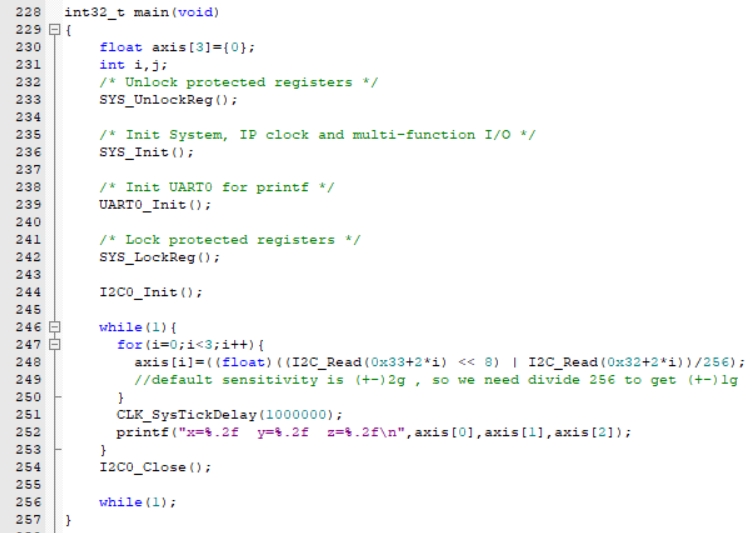 228 int32_t main(void)
229 {
230     float axis[3]={0};
231     int i,j;
232     /* Unlock protected registers */
233     SYS_UnlockReg();
234
235     /* Init System, IP clock and multi-function I/O */
236     SYS_Init();
237
238     /* Init UART0 for printf */
239     UART0_Init();
240
241     /* Lock protected registers */
242     SYS_LockReg();
243
244     I2C0_Init();
245
246     while(1){
247       for(i=0;i<3;i++){
248         axis[i]=((float)((I2C_Read(0x33+2*i) << 8) | I2C_Read(0x32+2*i))/256);
249         //default sensitivity is (+-)2g , so we need divide 256 to get (+-)1g
250       }
251       CLK_SysTickDelay(1000000);
252       printf("x=%.2f  y=%.2f  z=%.2f\n",axis[0],axis[1],axis[2]);
253     }
254     I2C0_Close();
255
256     while(1);
257 }